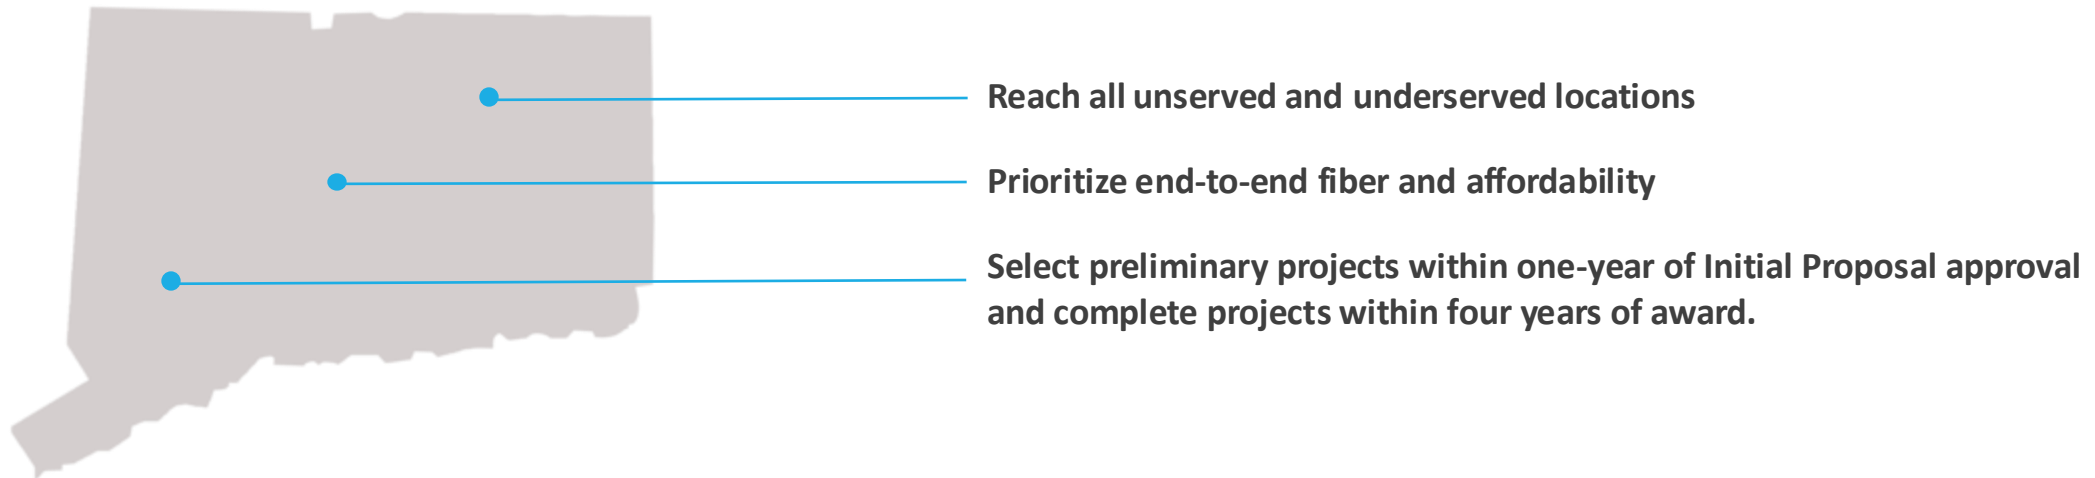 Reach all unserved and underserved locations
Prioritize end-to-end fiber and affordability
Select preliminary projects within one-year of Initial Proposal approval
and complete projects within four years of award.